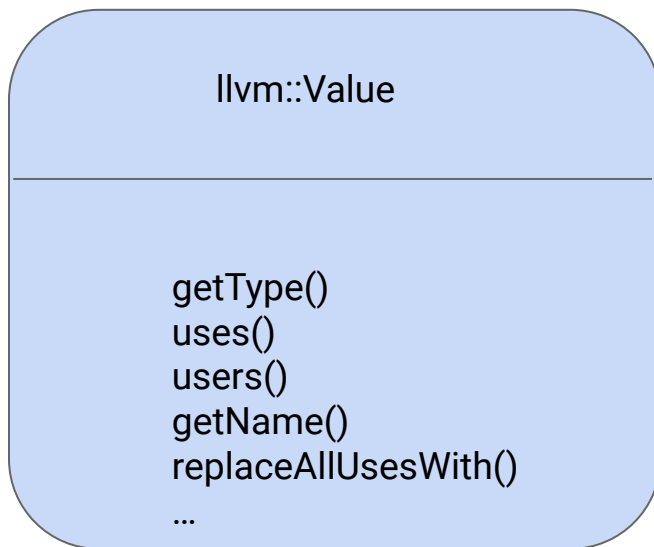 llvm::Value
getType()
uses()
users()
getName()
replaceAllUsesWith()
…